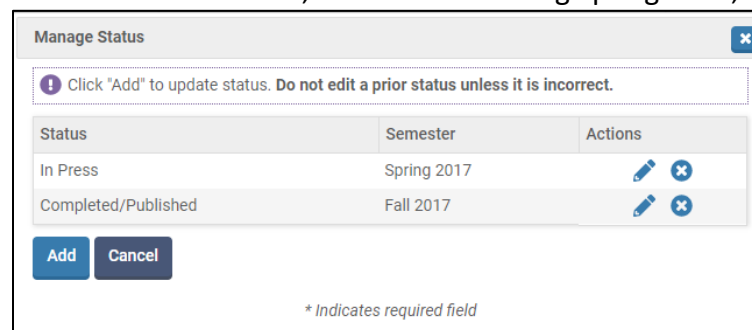 Manage Status
Click "Add" to update status. Do not edit a prior status unless it is incorrect.
Status Semester Actions
In Press Spring 2017
Completed/Published Fall 2017
Add Cancel
* Indicates required field